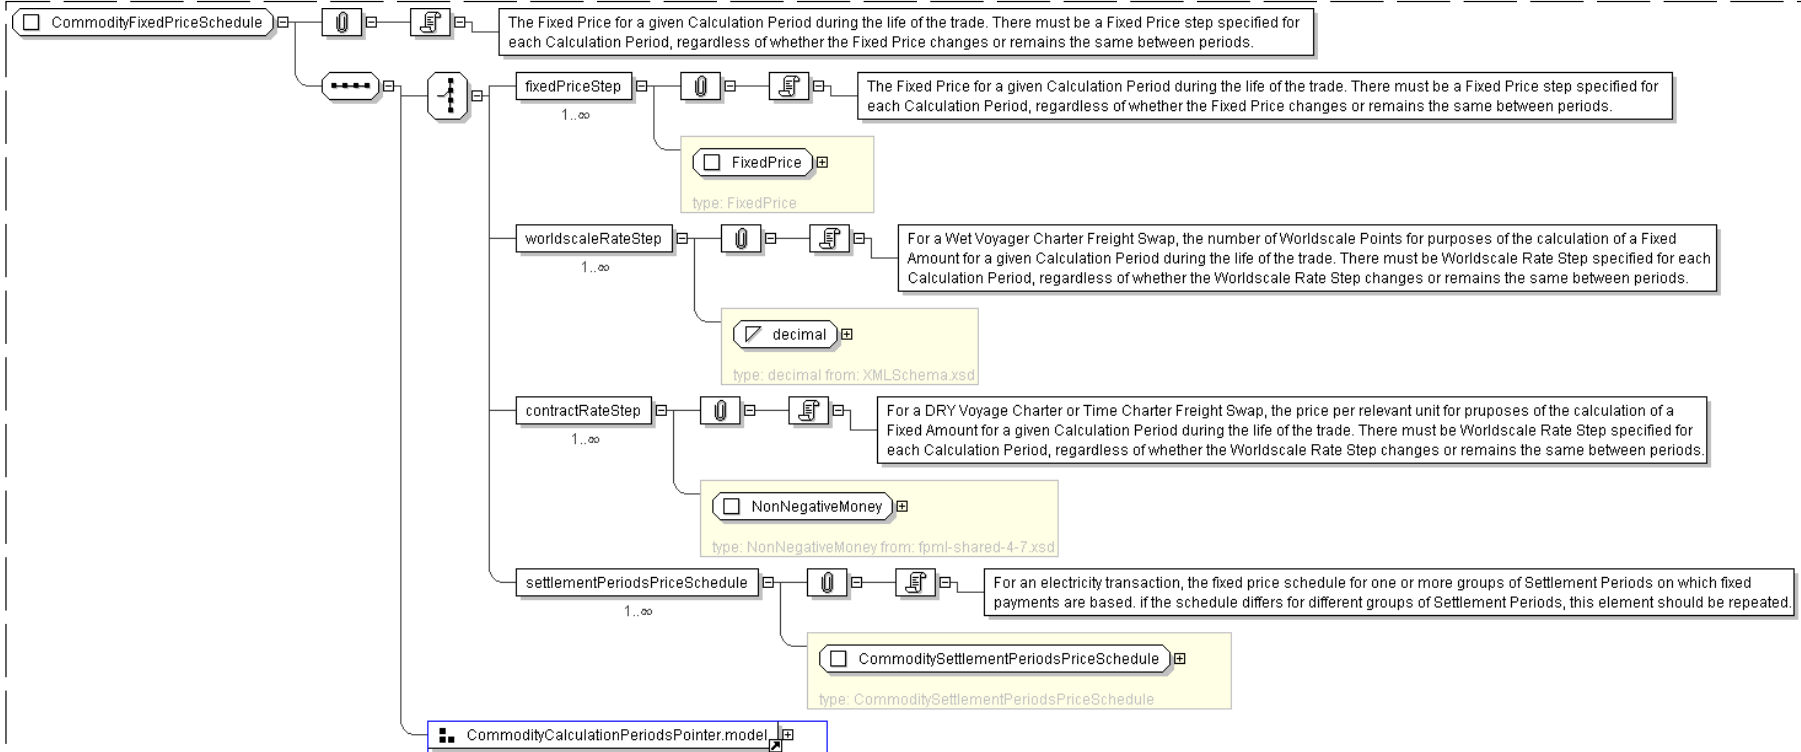 CommodityFixedPriceSchedule
The Fixed Price for a given Calculation Period during the life of the trade. There must be a Fixed Price step specified for
each Calculation Period, regardless of whether the Fixed Price changes or remains the same between periods.
fixedPriceStep
1..∞
The Fixed Price for a given Calculation Period during the life of the trade. There must be a Fixed Price step specified for
each Calculation Period, regardless of whether the Fixed Price changes or remains the same between periods.
FixedPrice
type: FixedPrice
worldscaleRateStep
1..∞
For a Wet Voyager Charter Freight Swap, the number of Worldscale Points for purposes of the calculation of a Fixed
Amount for a given Calculation Period during the life of the trade. There must be Worldscale Rate Step specified for each
Calculation Period, regardless of whether the Worldscale Rate Step changes or remains the same between periods.
decimal
type: decimal from: XMLSchema.xsd
contractRateStep
1..∞
For a DRY Voyage Charter or Time Charter Freight Swap, the price per relevant unit for pruposes of the calculation of a
Fixed Amount for a given Calculation Period during the life of the trade. There must be Worldscale Rate Step specified for
each Calculation Period, regardless of whether the Worldscale Rate Step changes or remains the same between periods.
NonNegativeMoney
type: NonNegativeMoney from: fpml-shared-4-7.xsd
settlementPeriodsPriceSchedule
1..∞
For an electricity transaction, the fixed price schedule for one or more groups of Settlement Periods on which fixed
payments are based. if the schedule differs for different groups of Settlement Periods, this element should be repeated.
CommoditySettlementPeriodsPriceSchedule
type: CommoditySettlementPeriodsPriceSchedule
CommodityCalculationPeriodsPointer.model